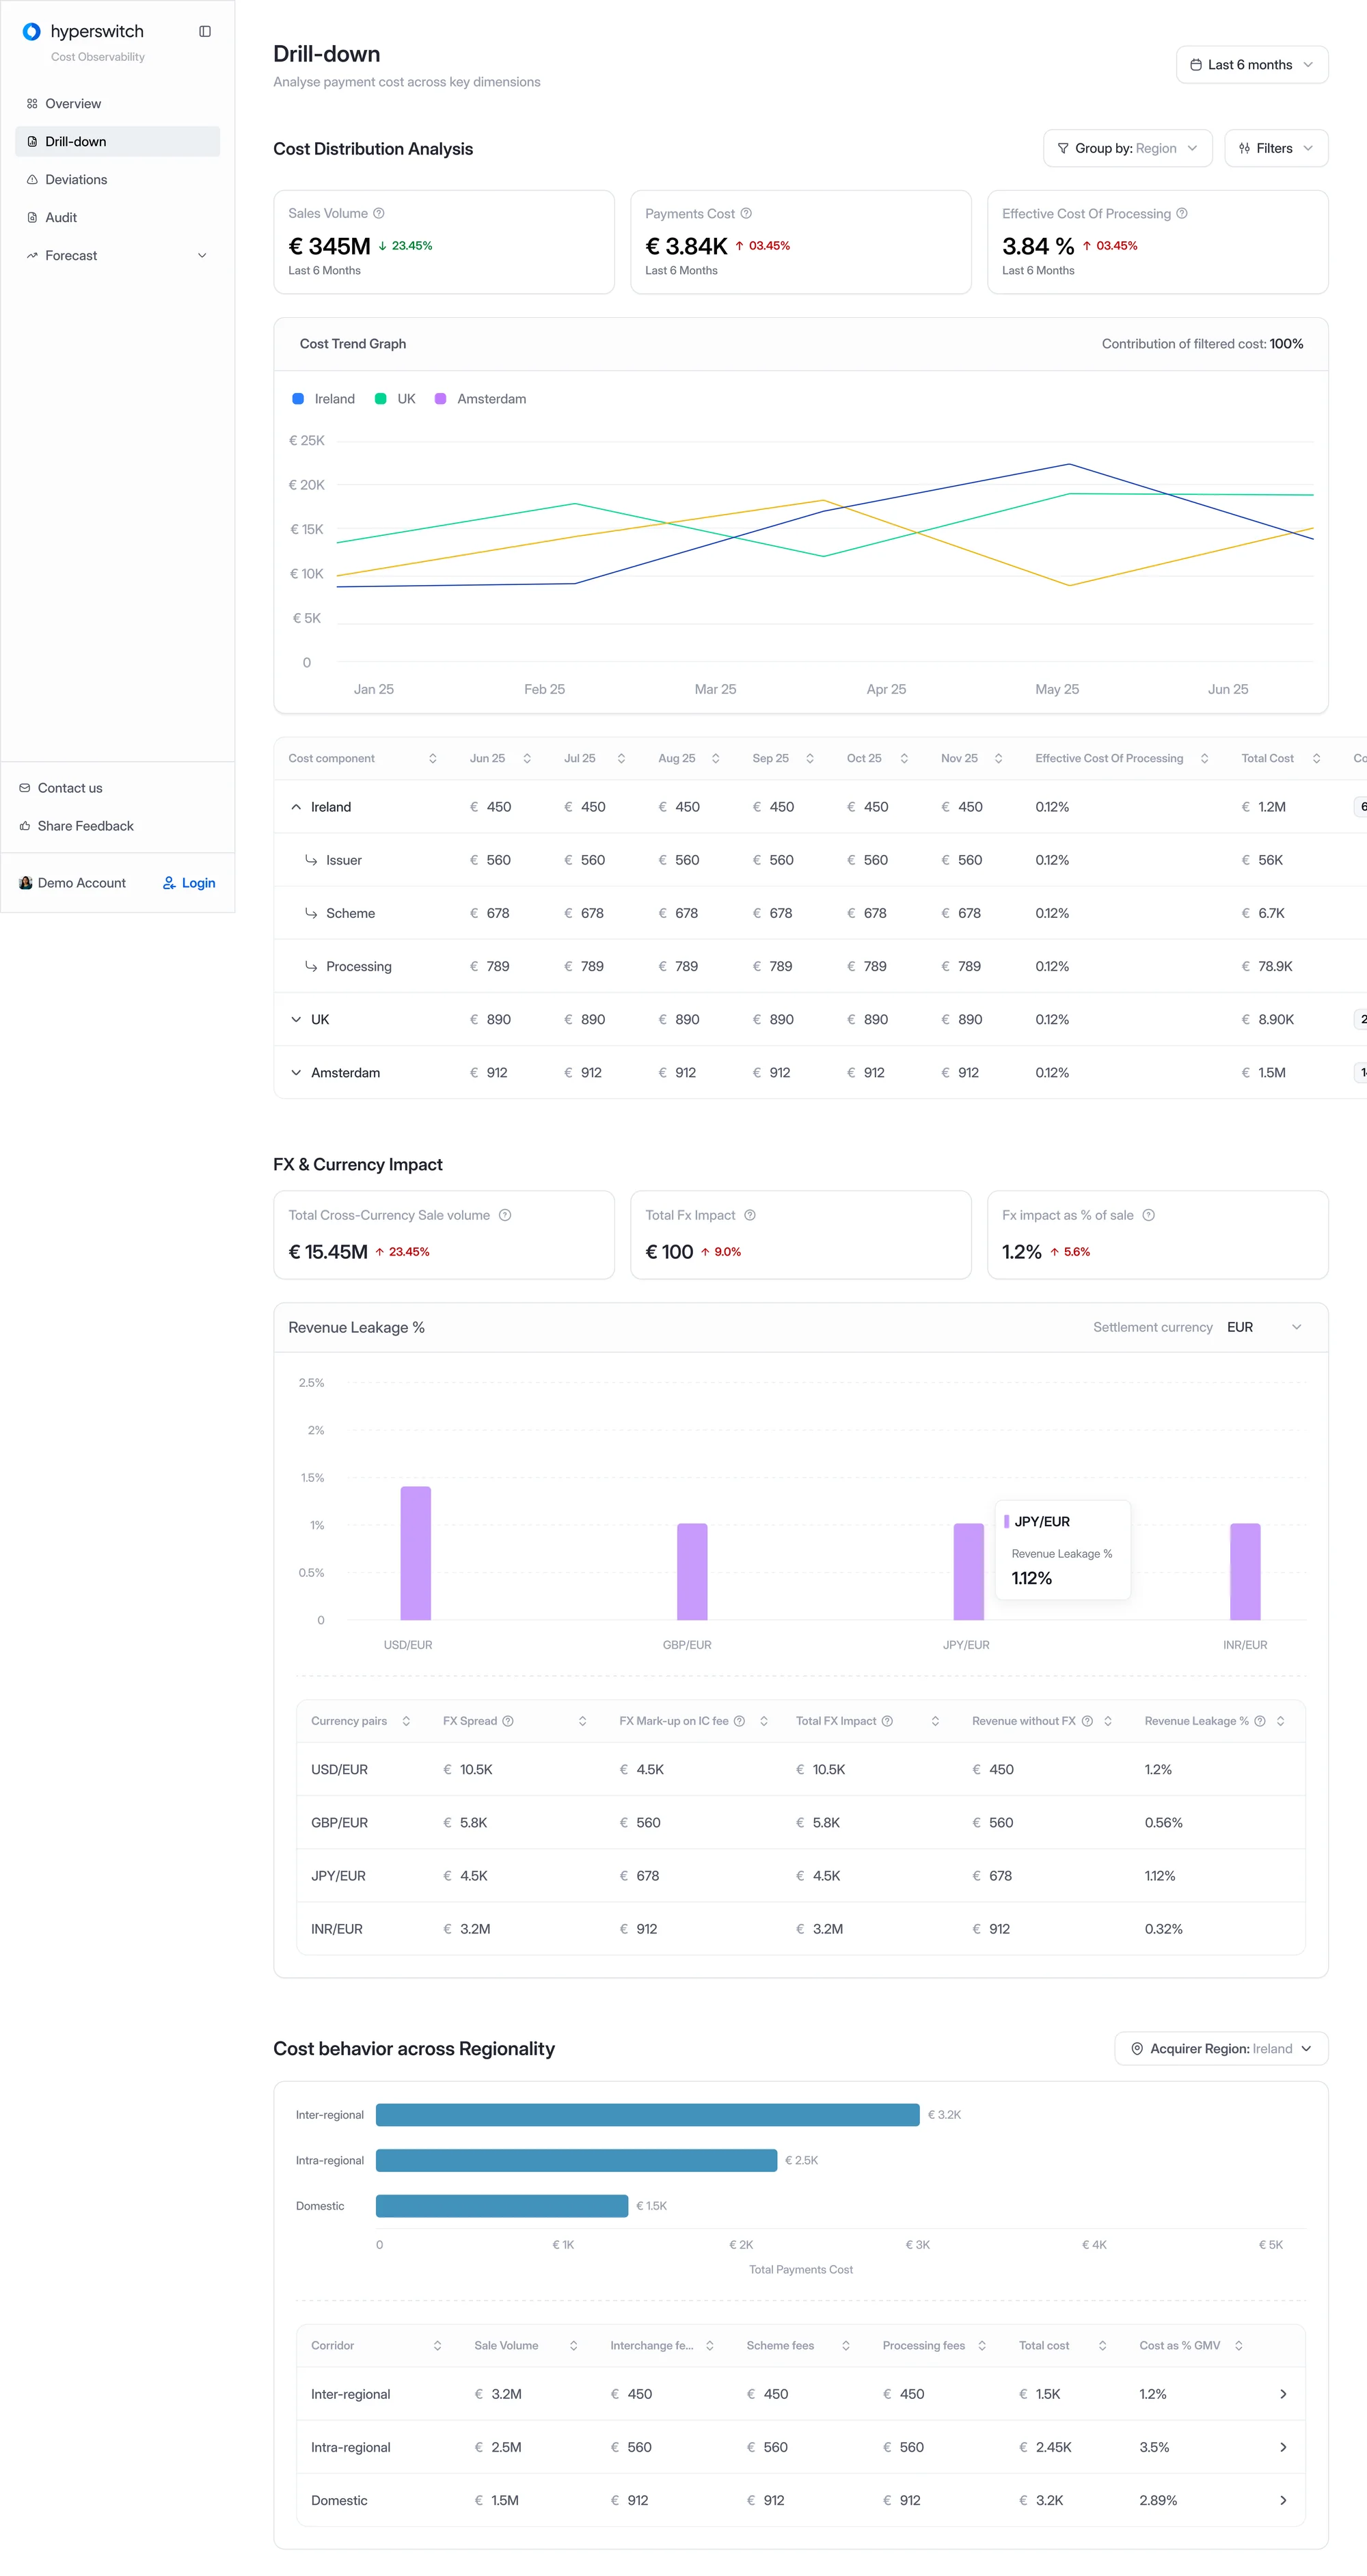 hyperswitch
Cost Observability
Overview
Drill-down
Deviations
Audit
Forecast
Contact us
Share Feedback
Demo Account Login
Drill-down
Analyse payment cost across key dimensions
Last 6 months
Cost Distribution Analysis
Group by: Region
Filters
Sales Volume
€ 345M ↓ 23.45%
Last 6 Months
Payments Cost
€ 3.84K ↑ 03.45%
Last 6 Months
Effective Cost Of Processing
3.84 % ↑ 03.45%
Last 6 Months
Cost Trend Graph
Contribution of filtered cost: 100%
Ireland UK Amsterdam
€ 25K
€ 20K
€ 15K
€ 10K
€ 5K
0
Jan 25 Feb 25 Mar 25 Apr 25 May 25 Jun 25
Cost component Jun 25 Jul 25 Aug 25 Sep 25 Oct 25 Nov 25 Effective Cost Of Processing Total Cost Co
Ireland € 450 € 450 € 450 € 450 € 450 € 450 0.12% € 1.2M 6
Issuer € 560 € 560 € 560 € 560 € 560 € 560 0.12% € 56K
Scheme € 678 € 678 € 678 € 678 € 678 € 678 0.12% € 6.7K
Processing € 789 € 789 € 789 € 789 € 789 € 789 0.12% € 78.9K
UK € 890 € 890 € 890 € 890 € 890 € 890 0.12% € 8.90K 2
Amsterdam € 912 € 912 € 912 € 912 € 912 € 912 0.12% € 1.5M 1
FX & Currency Impact
Total Cross-Currency Sale volume
€ 15.45M ↑ 23.45%
Total Fx Impact
€ 100 ↑ 9.0%
Fx impact as % of sale
1.2% ↑ 5.6%
Revenue Leakage %
Settlement currency EUR
2.5%
2%
1.5%
1%
0.5%
0
JPY/EUR
Revenue Leakage %
1.12%
USD/EUR GBP/EUR JPY/EUR INR/EUR
Currency pairs FX Spread FX Mark-up on IC fee Total FX Impact Revenue without FX Revenue Leakage %
USD/EUR € 10.5K € 4.5K € 10.5K € 450 1.2%
GBP/EUR € 5.8K € 560 € 5.8K € 560 0.56%
JPY/EUR € 4.5K € 678 € 4.5K € 678 1.12%
INR/EUR € 3.2M € 912 € 3.2M € 912 0.32%
Cost behavior across Regionality
Acquirer Region: Ireland
Inter-regional € 3.2K
Intra-regional € 2.5K
Domestic € 1.5K
0 € 1K € 2K € 3K € 4K € 5K
Total Payments Cost
Corridor Sale Volume Interchange fe... Scheme fees Processing fees Total cost Cost as % GMV
Inter-regional € 3.2M € 450 € 450 € 450 € 1.5K 1.2%
Intra-regional € 2.5M € 560 € 560 € 560 € 2.45K 3.5%
Domestic € 1.5M € 912 € 912 € 912 € 3.2K 2.89%